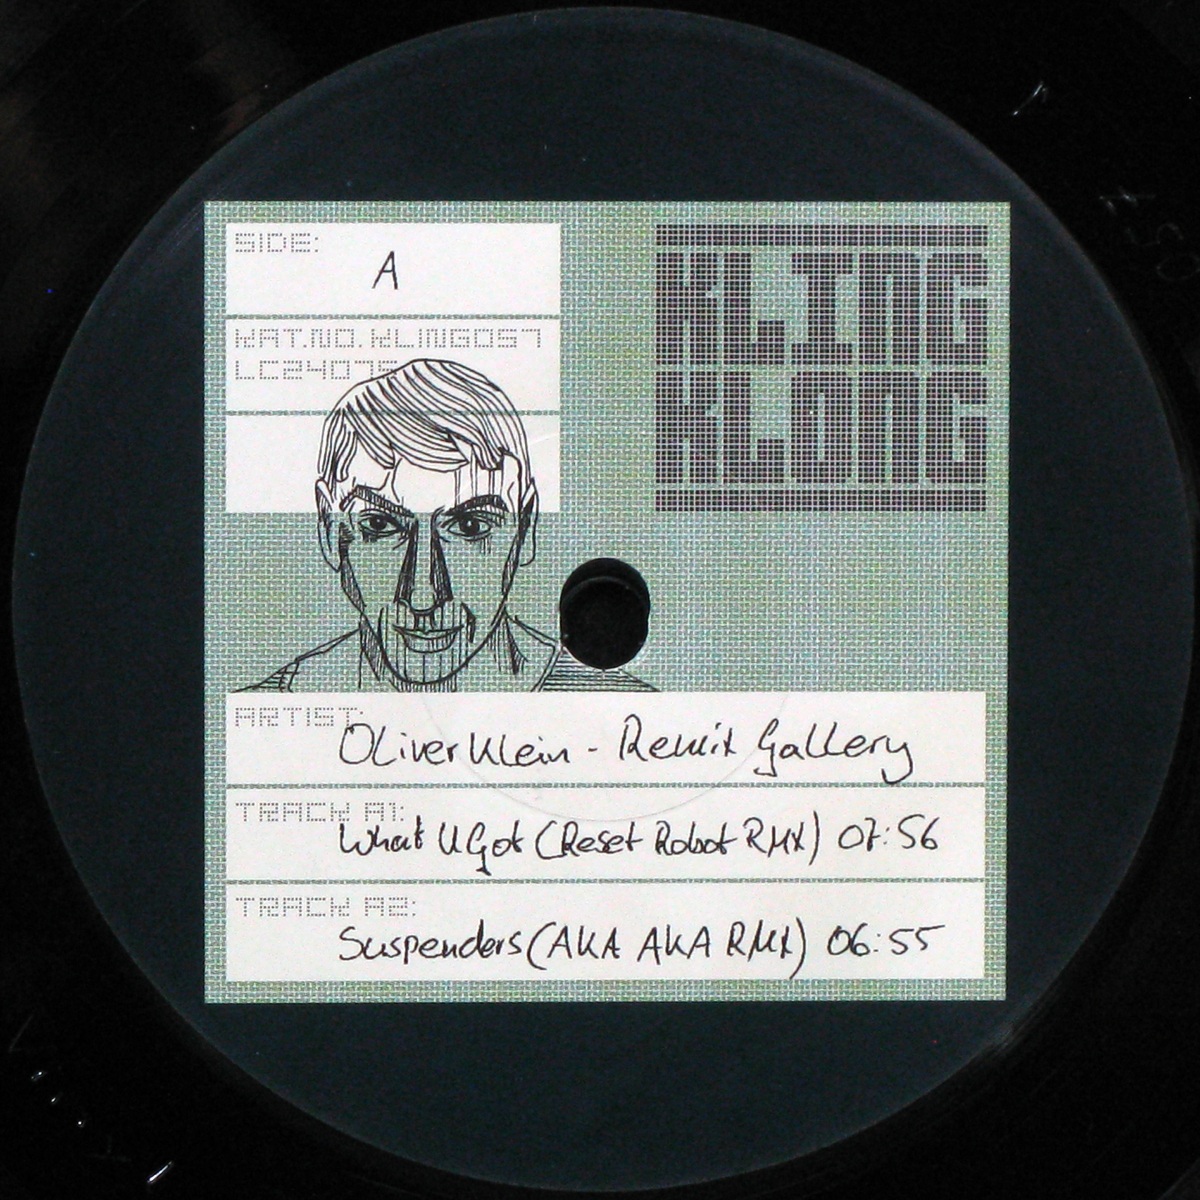 SIDE:
A
KAT.NO. KLING057
LC24075
KLING
KLONG
ARTIST:
Oliver Klein - Remix Gallery
TRACK A1:
What U Got (Reset Robot RMX) 07:56
TRACK A2:
Suspenders (AKA AKA RMX) 06:55